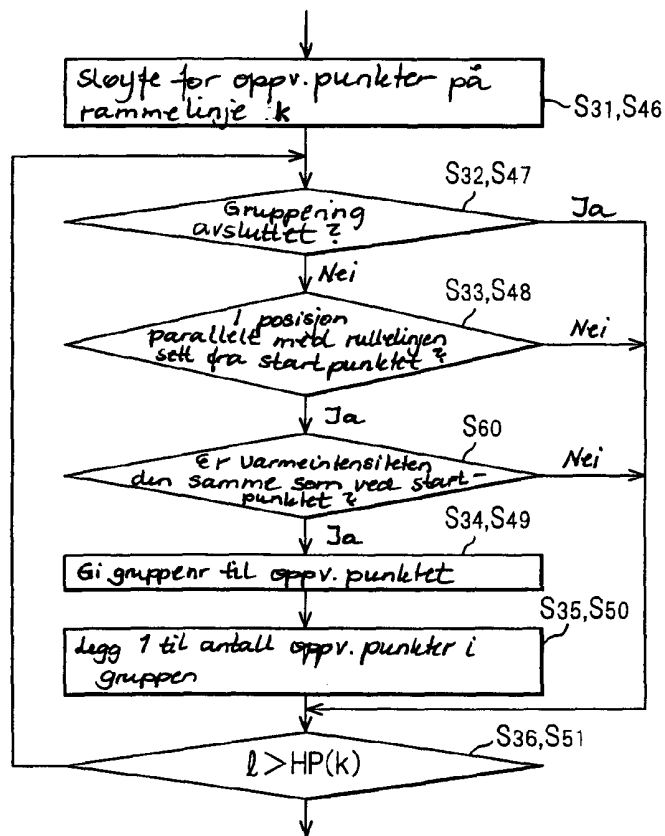 Sløyfe for oppv. punkter på
rammelinje :k
S31,S46
S32,S47
Gruppering
avsluttet ?
Ja
Nei
S33,S48
I posisjon
parallelt med rullelinjen
sett fra startpunktet ?
Nei
Ja
S60
Er varmeintensiteten
den samme som ved start-
punktet ?
Nei
Ja
S34,S49
Gi gruppenr til oppv. punktet
S35,S50
Legg 1 til antall oppv. punkter i
gruppen
S36,S51
l>HP(k)